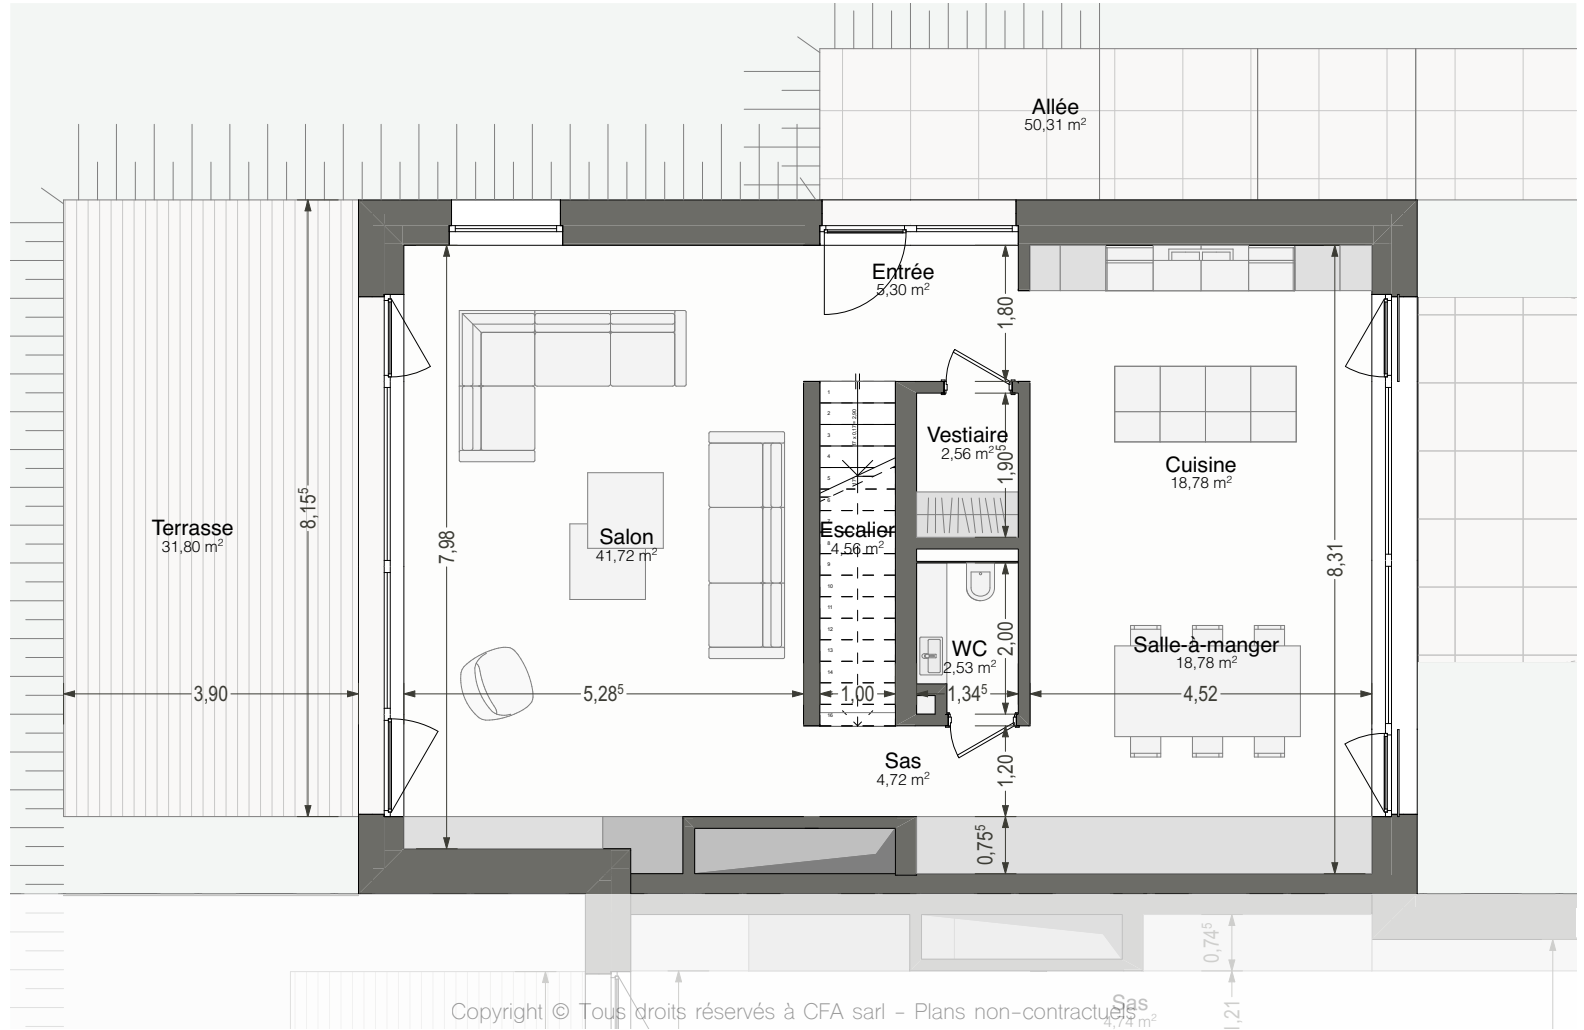 Allée
50,31 m²
Entrée
5,30 m²
1,80
Vestiaire
2,56 m²
1,90⁵
Cuisine
18,78 m²
8,15⁵
Terrasse
31,80 m²
7,98
Salon
41,72 m²
Escalier
4,56 m²
8,31
2,00
WC
2,53 m²
Salle-à-manger
18,78 m²
3,90
5,28⁵
1,00
1,34⁵
4,52
Sas
4,72 m²
1,20
0,75⁵
0,74⁵
Sas
4,74 m²
1,21
Copyright © Tous droits réservés à CFA sarl - Plans non-contractuels